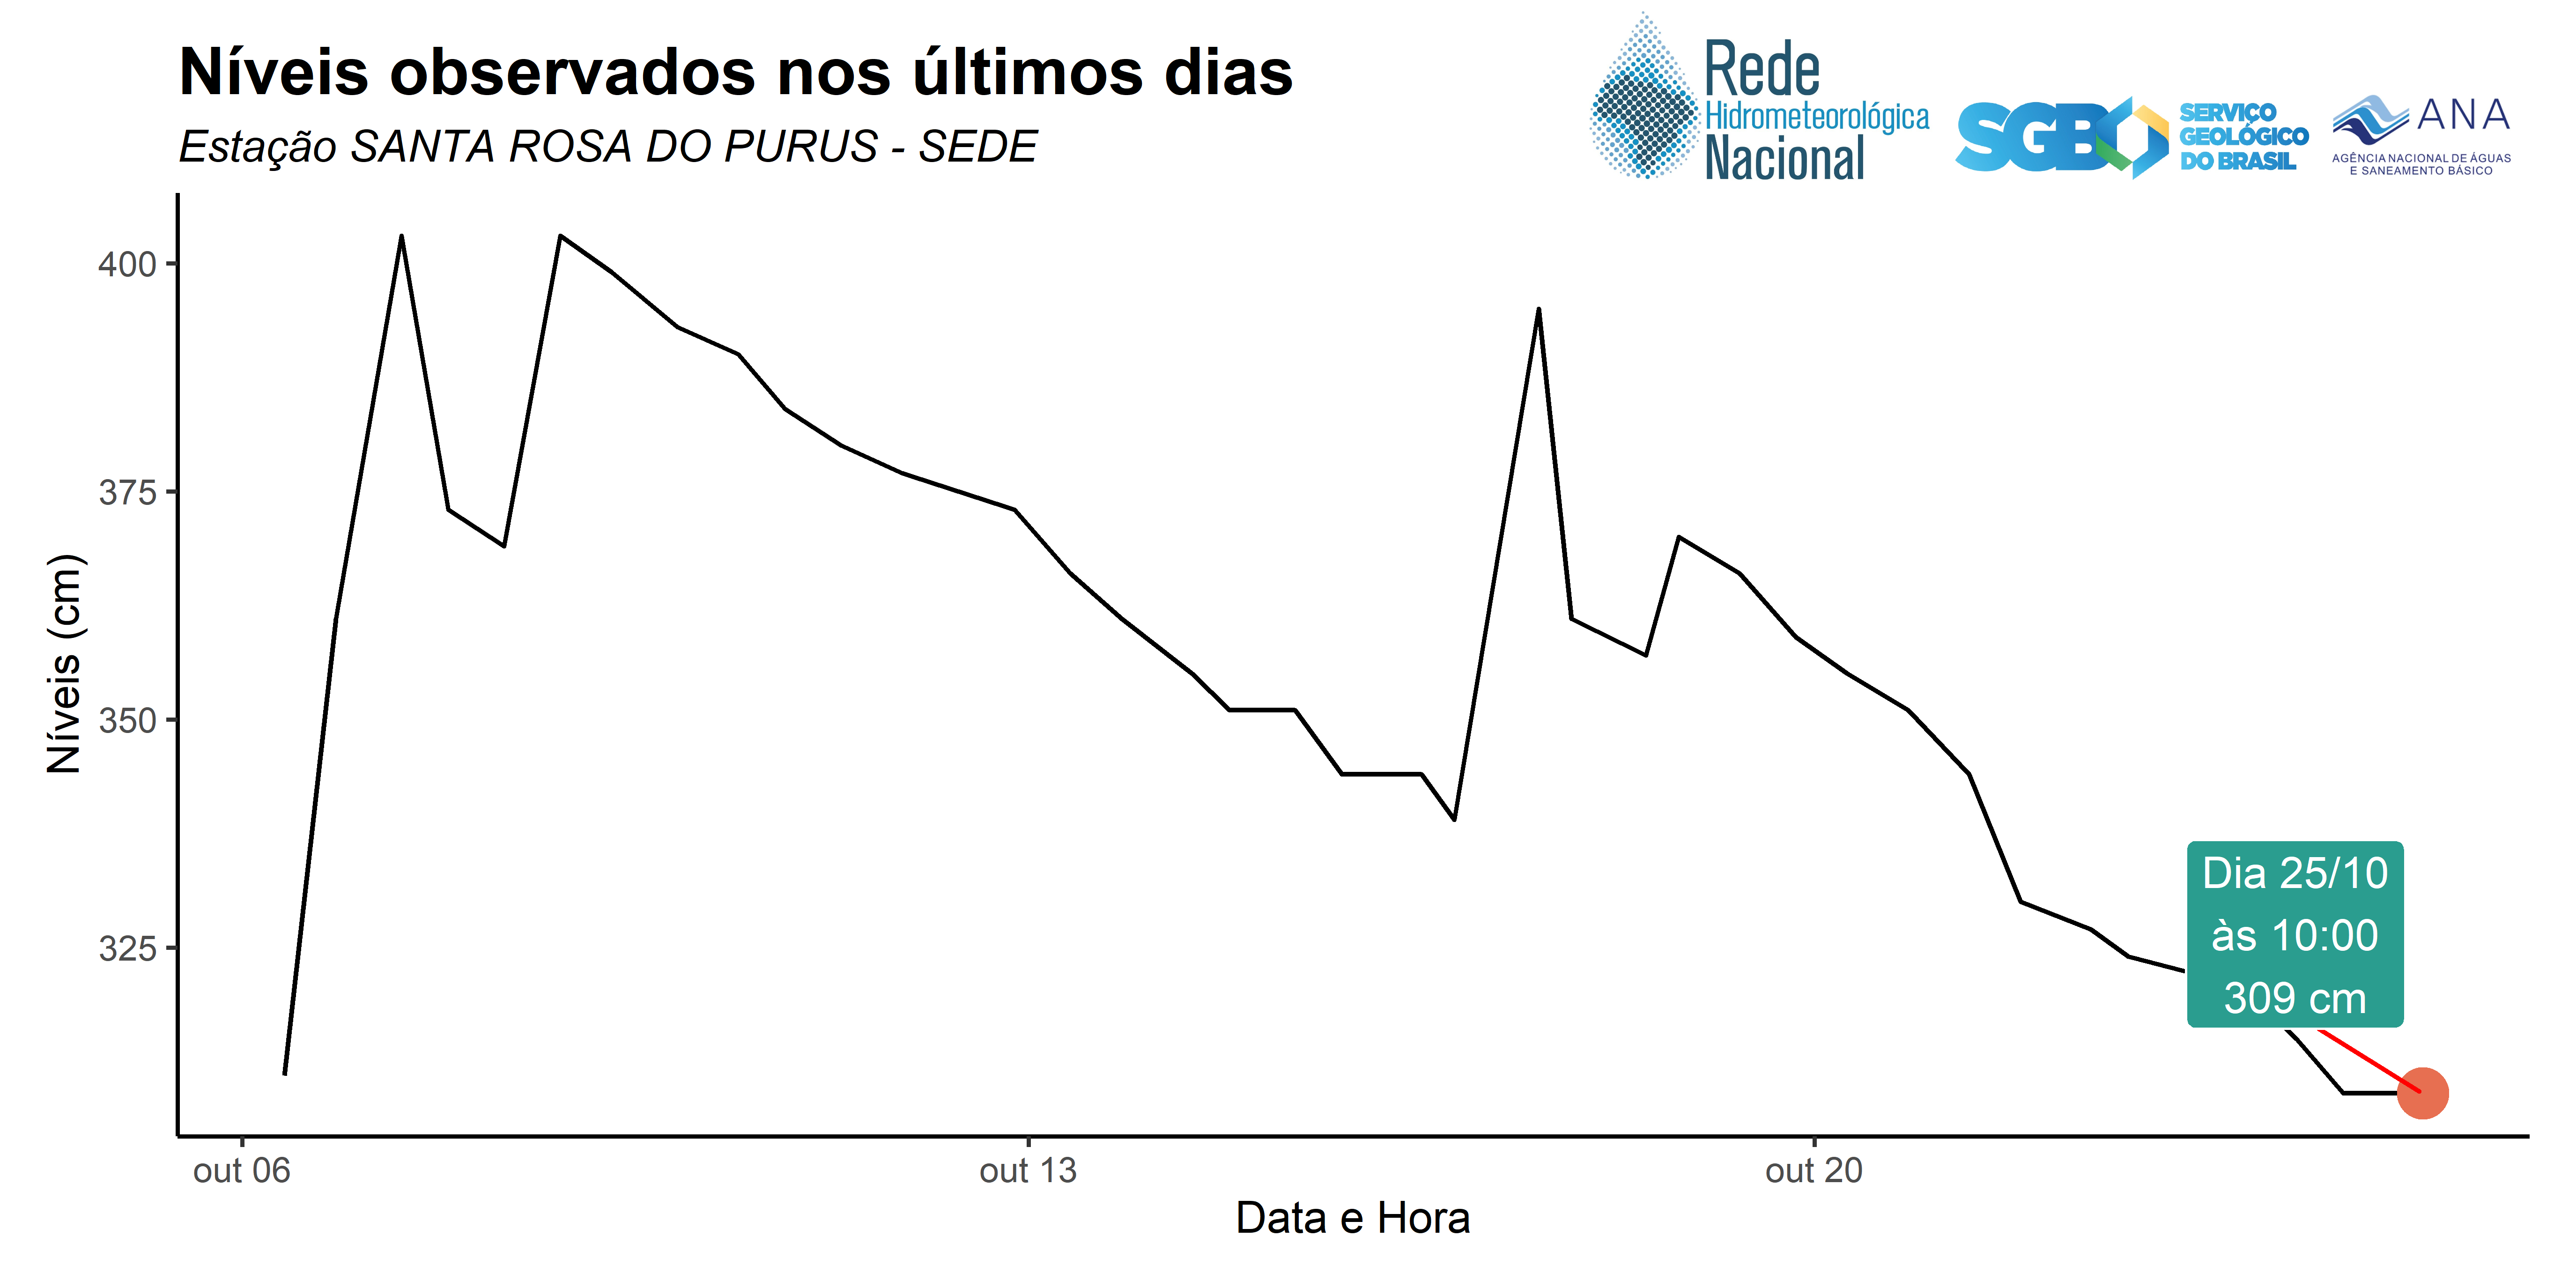 Níveis observados nos últimos dias
Estação SANTA ROSA DO PURUS - SEDE
Rede
Hidrometeorológica
Nacional
SGB
SERVIÇO
GEOLÓGICO
DO BRASIL
ANA
AGÊNCIA NACIONAL DE ÁGUAS
E SANEAMENTO BÁSICO
Níveis (cm)
400
375
350
325
Dia 25/10
às 10:00
309 cm
out 06
out 13
out 20
Data e Hora